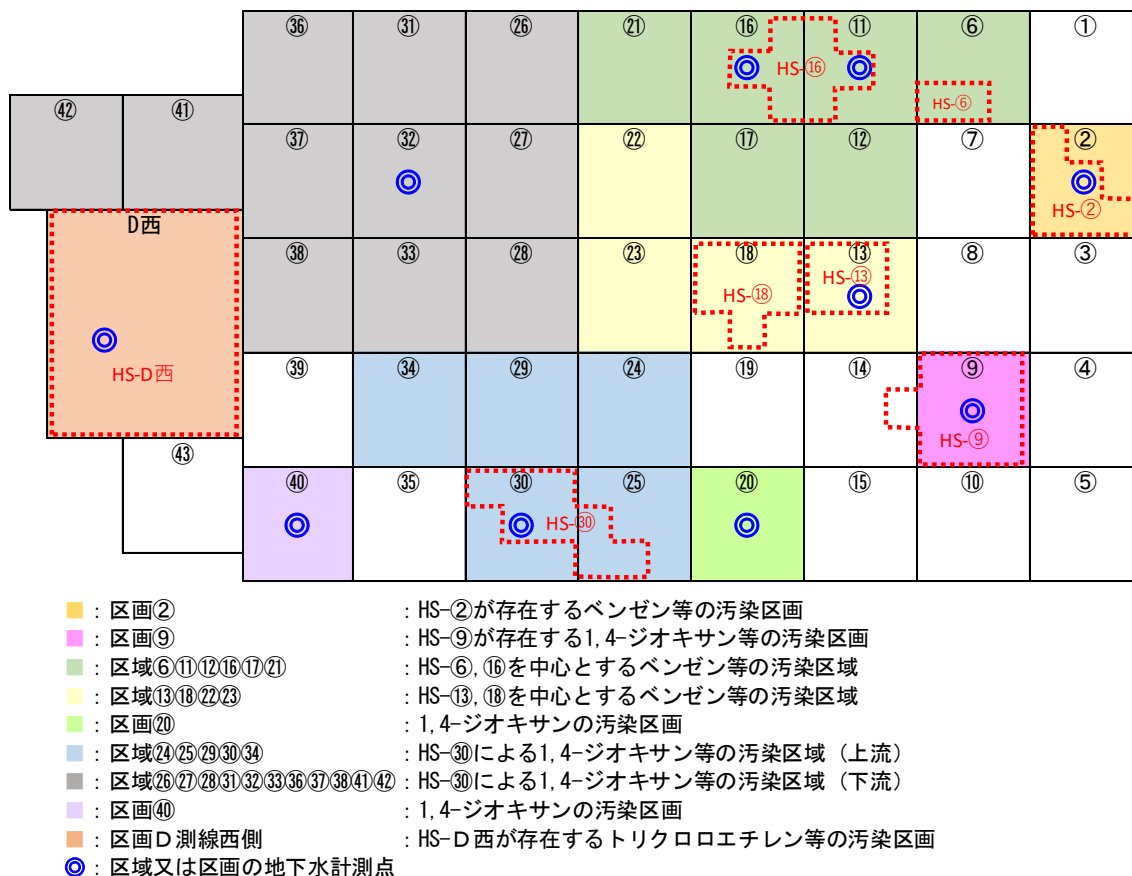 ㊱ ㉛ ㉖ ㉑ ⑯ ⑪ ⑥ ①
HS-⑯
HS-⑥
㊷ ㊶
㊲ ㉜ ㉗ ㉒ ⑰ ⑫ ⑦ ②
HS-②
D西
㊳ ㉝ ㉘ ㉓ ⑱ ⑬ ⑧ ③
HS-⑱ HS-⑬
HS-D西
㊴ ㉞ ㉙ ㉔ ⑲ ⑭ ⑨ ④
HS-⑨
㊸
㊵ ㉟ ㉚ ㉕ ⑳ ⑮ ⑩ ⑤
HS-㉚
：区画② ：HS-②が存在するベンゼン等の汚染区画
：区画⑨ ：HS-⑨が存在する1,4-ジオキサン等の汚染区画
：区域⑥⑪⑫⑯⑰㉑ ：HS-⑥,⑯を中心とするベンゼン等の汚染区域
：区域⑬⑱㉒㉓ ：HS-⑬,⑱を中心とするベンゼン等の汚染区域
：区画⑳ ：1,4-ジオキサンの汚染区画
：区域㉔㉕㉙㉚㉞ ：HS-㉚による1,4-ジオキサン等の汚染区域（上流）
：区域㉖㉗㉘㉛㉜㉝㊱㊲㊳㊶㊷ ：HS-㉚による1,4-ジオキサン等の汚染区域（下流）
：区画㊵ ：1,4-ジオキサンの汚染区画
：区画Ｄ測線西側 ：HS-Ｄ西が存在するトリクロロエチレン等の汚染区画
：区域又は区画の地下水計測点